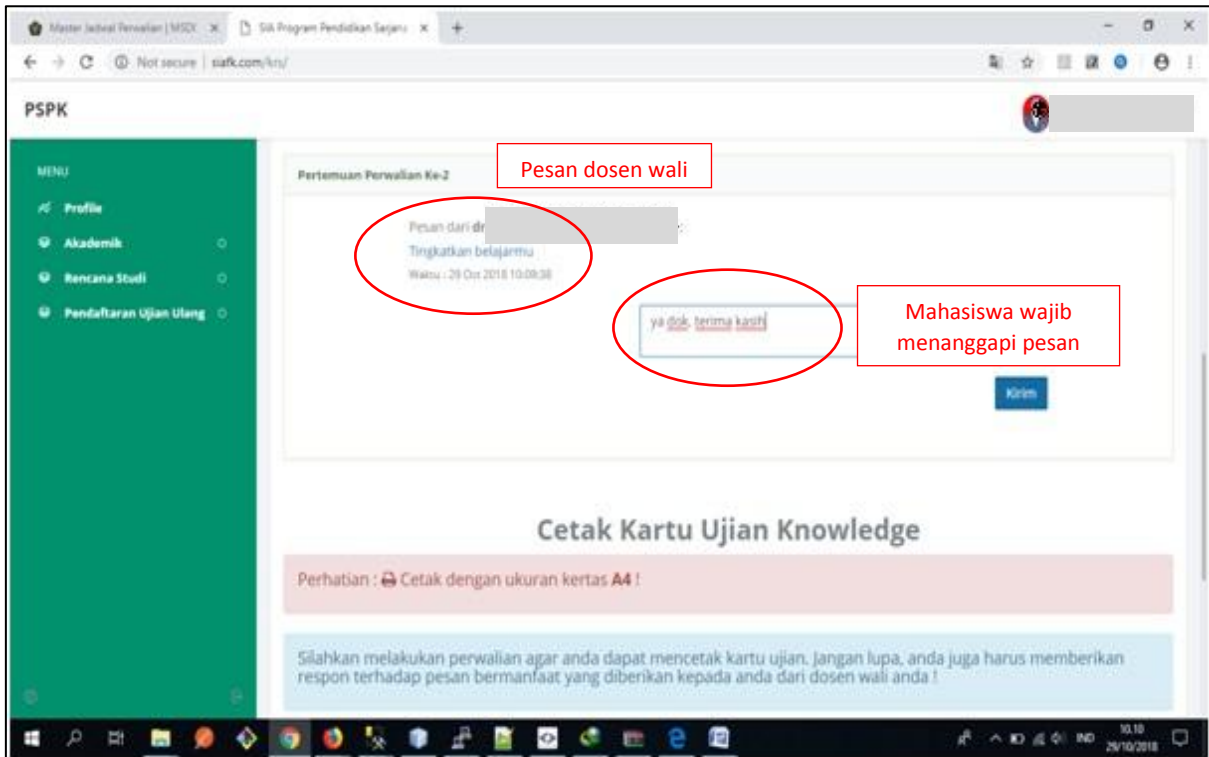 Master Jadwal Perwalian | MSDC
SIA Program Pendidikan Sarjana
Not secure | siafk.com/krs/
PSPK
MENU
Profile
Akademik
Rencana Studi
Pendaftaran Ujian Ulang
Pertemuan Perwalian Ke-2
Pesan dosen wali
Pesan dari dr
Tingkatkan belajarmu
Waktu : 29 Oct 2018 10:09:38
ya dok, terima kasih
Mahasiswa wajib
menanggapi pesan
Kirim
Cetak Kartu Ujian Knowledge
Perhatian : Cetak dengan ukuran kertas A4 !
Silahkan melakukan perwalian agar anda dapat mencetak kartu ujian. Jangan lupa, anda juga harus memberikan
respon terhadap pesan bermanfaat yang diberikan kepada anda dari dosen wali anda !
IND
10.10
29/10/2018